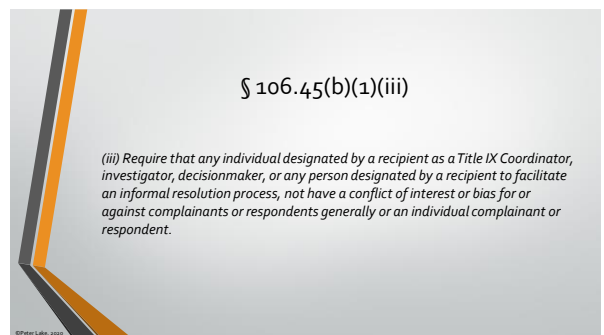 § 106.45(b)(1)(iii)
(iii) Require that any individual designated by a recipient as a Title IX Coordinator,
investigator, decisionmaker, or any person designated by a recipient to facilitate
an informal resolution process, not have a conflict of interest or bias for or
against complainants or respondents generally or an individual complainant or
respondent.
©Peter Lake, 2020